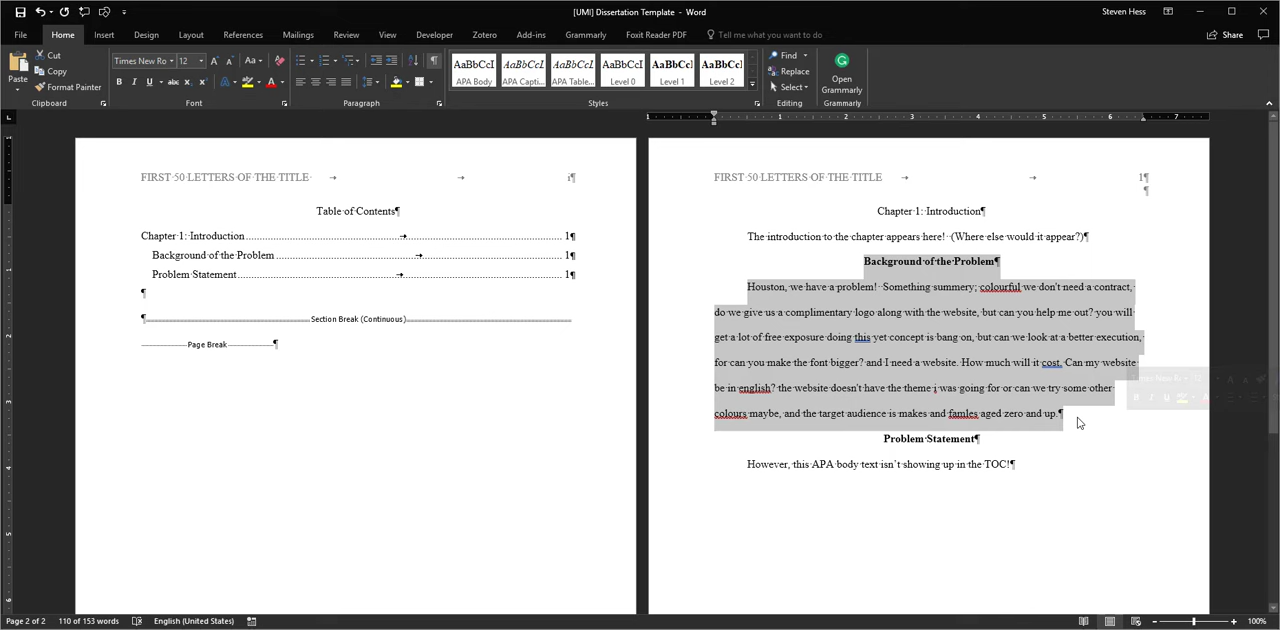 [UMI] Dissertation Template - Word
Steven Hess
File Home Insert Design Layout References Mailings Review View Developer Zotero Add-ins Grammarly Foxit Reader PDF Tell me what you want to do Share
Paste
Cut
Copy
Format Painter
Clipboard
Times New Ro 12
Font
Paragraph
AaBbCcI AaBbCcL AaBbCcL AaBbCcI AaBbCcI AaBbCcI
APA Body APA Capti... APA Table... Level 0 Level 1 Level 2
Styles
Find
Replace
Select
Editing
Open
Grammarly
Grammarly
FIRST·50·LETTERS·OF·THE·TITLE· → → i¶
Table·of·Contents¶
Chapter·1:·Introduction → 1¶
Background·of·the·Problem → 1¶
Problem·Statement → 1¶
¶
¶ Section Break (Continuous)
Page Break ¶
1 1 2 3 4 5 6 7
FIRST·50·LETTERS·OF·THE·TITLE → → 1¶
¶
Chapter·1:·Introduction¶
The·introduction·to·the·chapter·appears·here!··(Where·else·would·it·appear?)¶
Background·of·the·Problem¶
Houston,·we·have·a·problem!··Something·summery;·colourful·we·don't·need·a·contract,·
do·we·give·us·a·complimentary·logo·along·with·the·website,·but·can·you·help·me·out?·you·will·
get·a·lot·of·free·exposure·doing·this·yet·concept·is·bang·on,·but·can·we·look·at·a·better·execution,·
for·can·you·make·the·font·bigger?·and·I·need·a·website.·How·much·will·it·cost.·Can·my·website·
be·in·english?·the·website·doesn't·have·the·theme·i·was·going·for·or·can·we·try·some·other·
colours·maybe,·and·the·target·audience·is·makes·and·famles·aged·zero·and·up.¶
Problem·Statement¶
However,·this·APA·body·text·isn't·showing·up·in·the·TOC!¶
Page 2 of 2 110 of 153 words English (United States) 100%